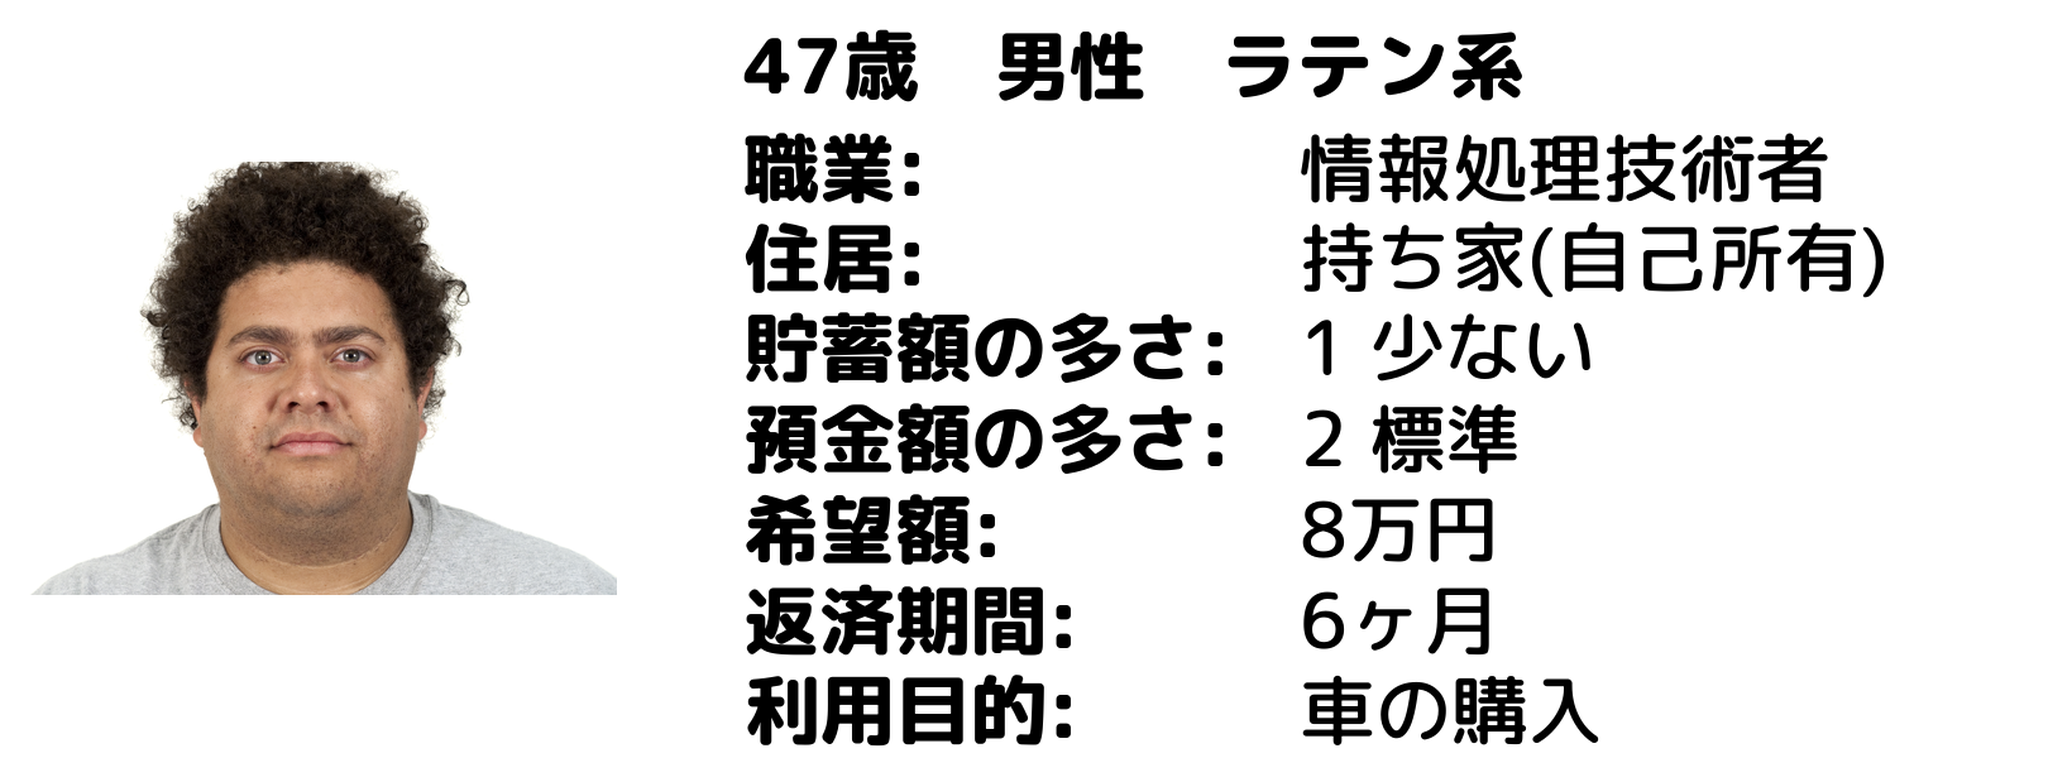 47歳　男性　ラテン系
職業: 情報処理技術者
住居: 持ち家(自己所有)
貯蓄額の多さ: 1 少ない
預金額の多さ: 2 標準
希望額: 8万円
返済期間: 6ヶ月
利用目的: 車の購入